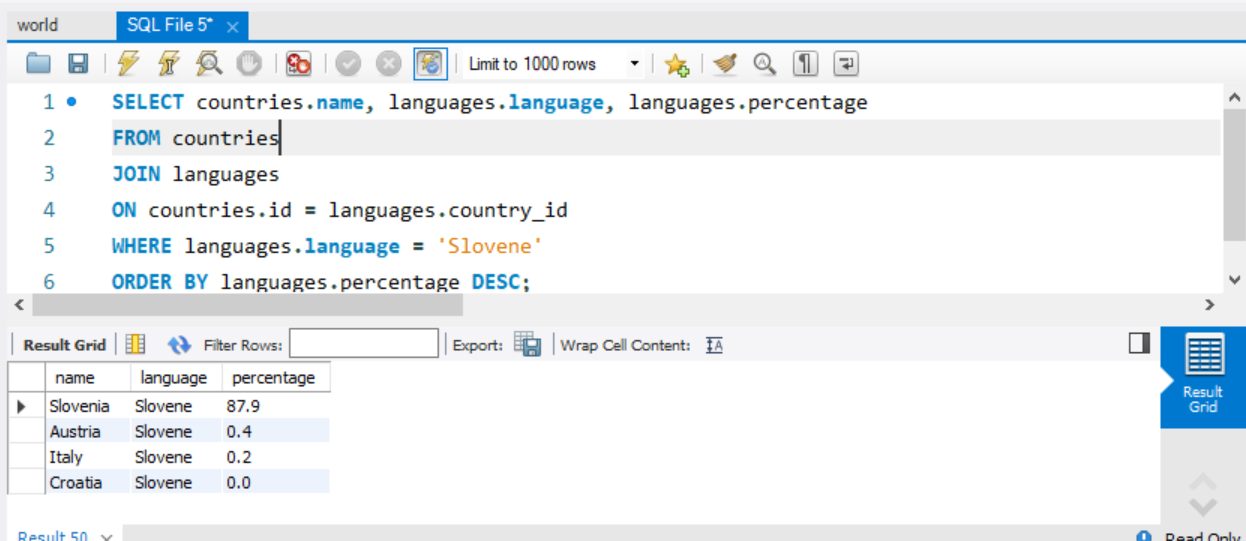 world SQL File 5* ×
Limit to 1000 rows
1 SELECT countries.name, languages.language, languages.percentage
2 FROM countries
3 JOIN languages
4 ON countries.id = languages.country_id
5 WHERE languages.language = 'Slovene'
6 ORDER BY languages.percentage DESC;
Result Grid Filter Rows: Export: Wrap Cell Content: IA
name language percentage
Slovenia Slovene 87.9
Austria Slovene 0.4
Italy Slovene 0.2
Croatia Slovene 0.0
Result
Grid
Result 50 × Read Only